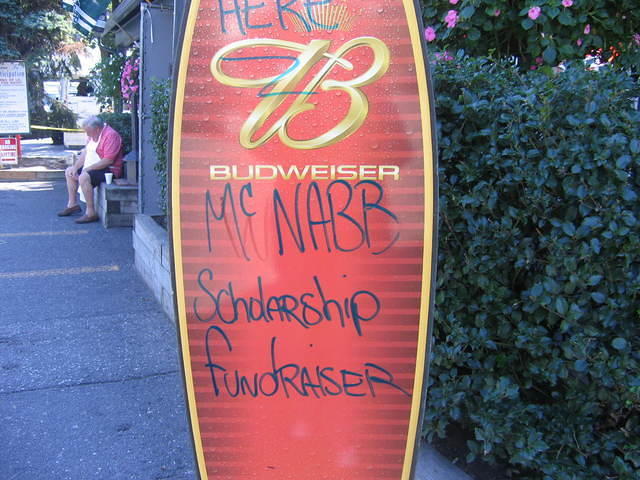 HERE
B
BUDWEISER
McNABB
Scholarship
Fundraiser